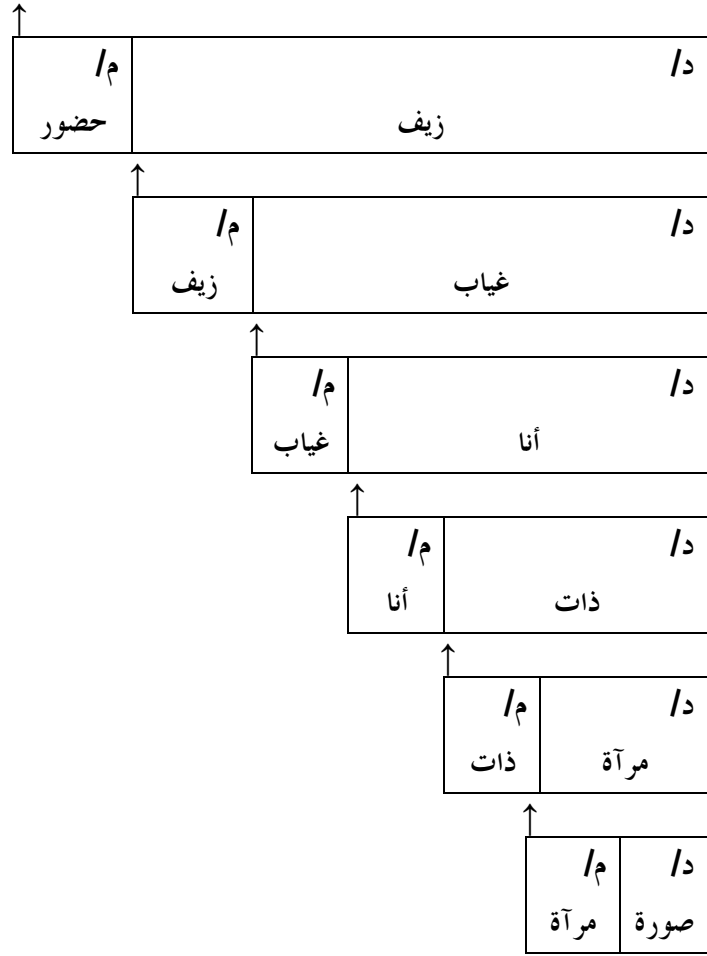 ↑
د/ م/
زيف حضور
↑
د/ م/
غياب زيف
↑
د/ م/
أنا غياب
↑
د/ م/
ذات أنا
↑
د/ م/
مرآة ذات
↑
د/ م/
صورة مرآة